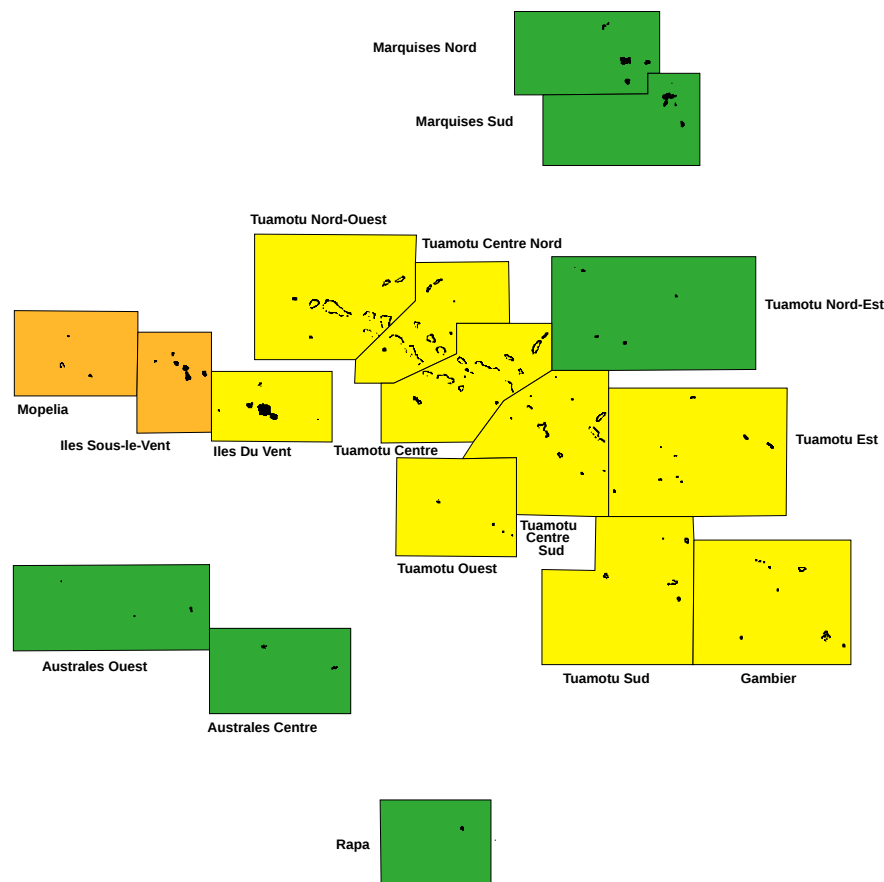 Marquises Nord
Marquises Sud
Tuamotu Nord-Ouest
Tuamotu Centre Nord
Tuamotu Nord-Est
Mopelia
Iles Sous-le-Vent
Iles Du Vent
Tuamotu Centre
Tuamotu Est
Tuamotu
Centre
Sud
Tuamotu Ouest
Australes Ouest
Tuamotu Sud
Gambier
Australes Centre
Rapa